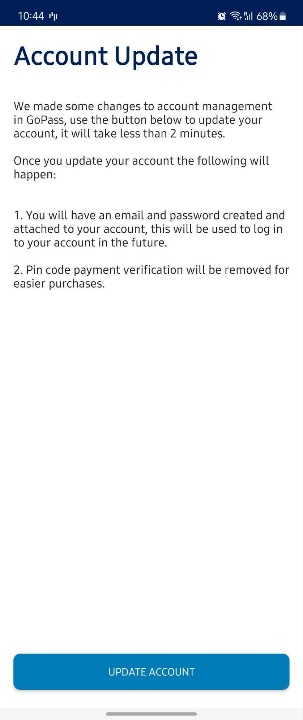 10:44
68%
Account Update
We made some changes to account management
in GoPass, use the button below to update your
account, it will take less than 2 minutes.
Once you update your account the following will
happen:
1. You will have an email and password created and
attached to your account, this will be used to log in
to your account in the future.
2. Pin code payment verification will be removed for
easier purchases.
UPDATE ACCOUNT